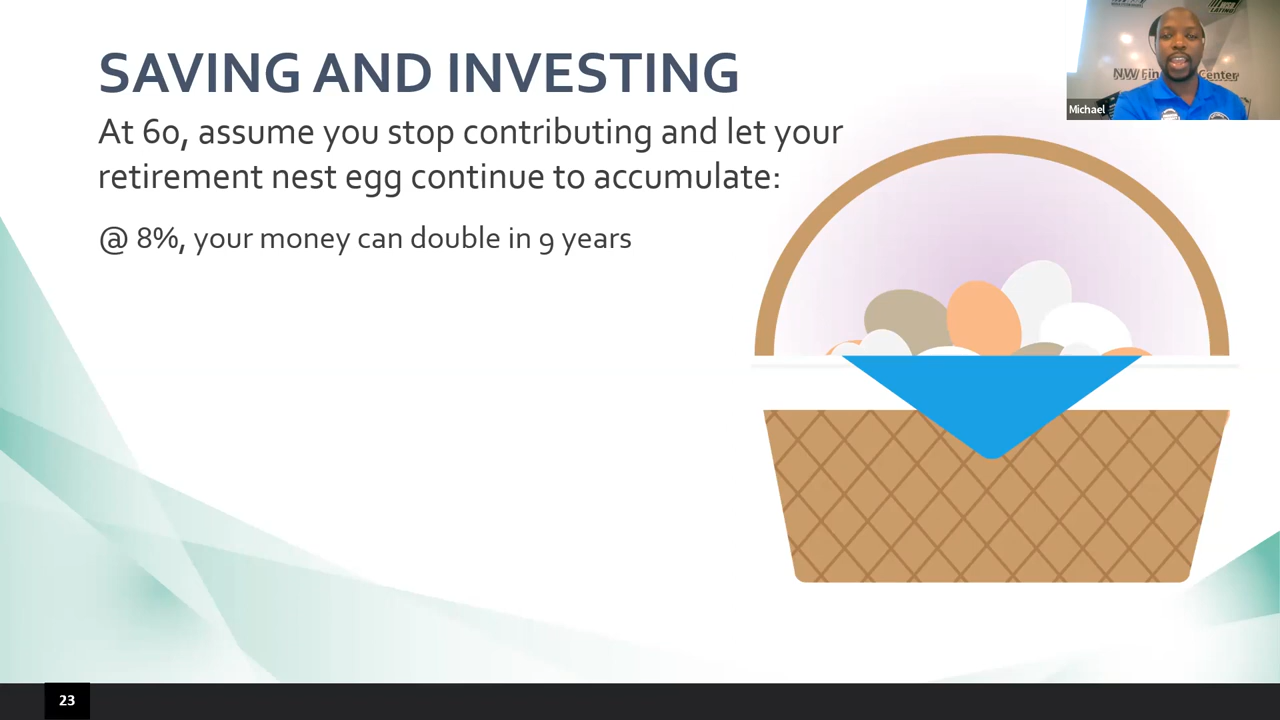 SAVING AND INVESTING
At 60, assume you stop contributing and let your
retirement nest egg continue to accumulate:
@ 8%, your money can double in 9 years
Michael
23